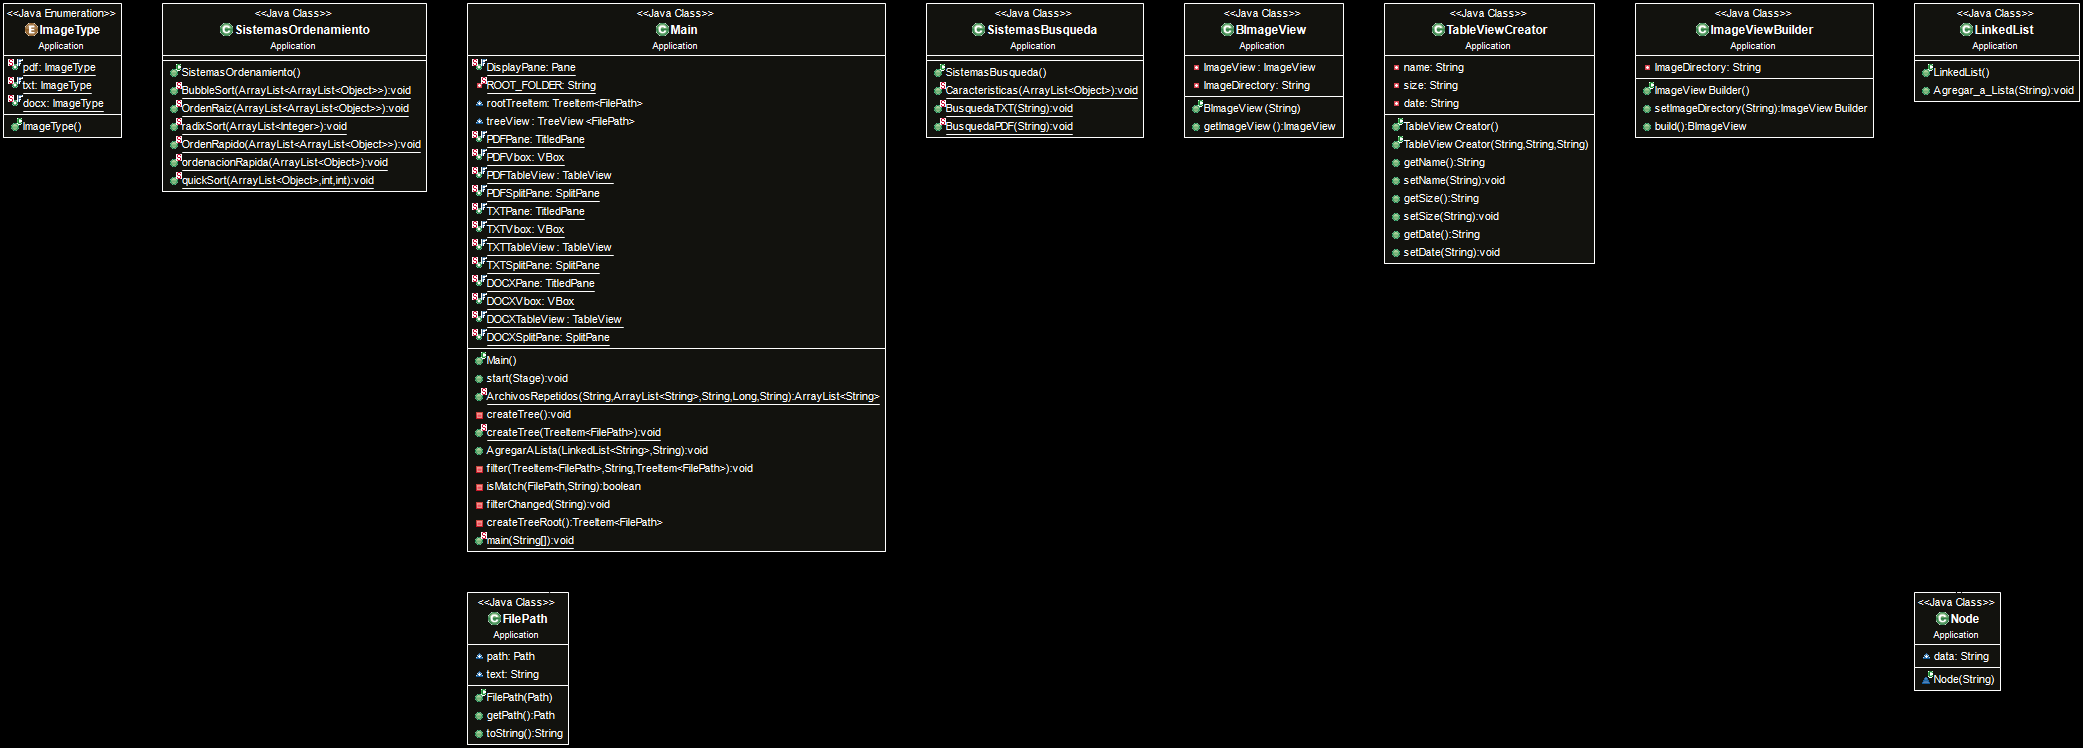 <<Java Enumeration>>
ImageType
Application
pdf: ImageType
txt: ImageType
docx: ImageType
ImageType()
<<Java Class>>
SistemasOrdenamiento
Application
SistemasOrdenamiento()
BubbleSort(ArrayList<ArrayList<Object>>):void
OrdenRaiz(ArrayList<ArrayList<Object>>):void
radixSort(ArrayList<Integer>):void
OrdenRapido(ArrayList<ArrayList<Object>>):void
ordenacionRapida(ArrayList<Object>):void
quickSort(ArrayList<Object>,int,int):void
<<Java Class>>
Main
Application
DisplayPane: Pane
ROOT_FOLDER: String
rootTreeItem: TreeItem<FilePath>
treeView: TreeView<FilePath>
PDFPane: TitledPane
PDFVbox: VBox
PDFTableView: TableView
PDFSplitPane: SplitPane
TXTPane: TitledPane
TXTVbox: VBox
TXTTableView: TableView
TXTSplitPane: SplitPane
DOCXPane: TitledPane
DOCXVbox: VBox
DOCXTableView: TableView
DOCXSplitPane: SplitPane
Main()
start(Stage):void
ArchivosRepetidos(String,ArrayList<String>,String,Long,String):ArrayList<String>
createTree():void
createTree(TreeItem<FilePath>):void
AgregarALista(LinkedList<String>,String):void
filter(TreeItem<FilePath>,String,TreeItem<FilePath>):void
isMatch(FilePath,String):boolean
filterChanged(String):void
createTreeRoot():TreeItem<FilePath>
main(String[]):void
<<Java Class>>
SistemasBusqueda
Application
SistemasBusqueda()
Caracteristicas(ArrayList<Object>):void
BusquedaTXT(String):void
BusquedaPDF(String):void
<<Java Class>>
BImageView
Application
ImageView: ImageView
ImageDirectory: String
BImageView(String)
getImageView():ImageView
<<Java Class>>
TableViewCreator
Application
name: String
size: String
date: String
TableViewCreator()
TableViewCreator(String,String,String)
getName():String
setName(String):void
getSize():String
setSize(String):void
getDate():String
setDate(String):void
<<Java Class>>
ImageViewBuilder
Application
ImageDirectory: String
ImageViewBuilder()
setImageDirectory(String):ImageViewBuilder
build():BImageView
<<Java Class>>
LinkedList
Application
LinkedList()
Agregar_a_Lista(String):void
<<Java Class>>
FilePath
Application
path: Path
text: String
FilePath(Path)
getPath():Path
toString():String
<<Java Class>>
Node
Application
data: String
Node(String)